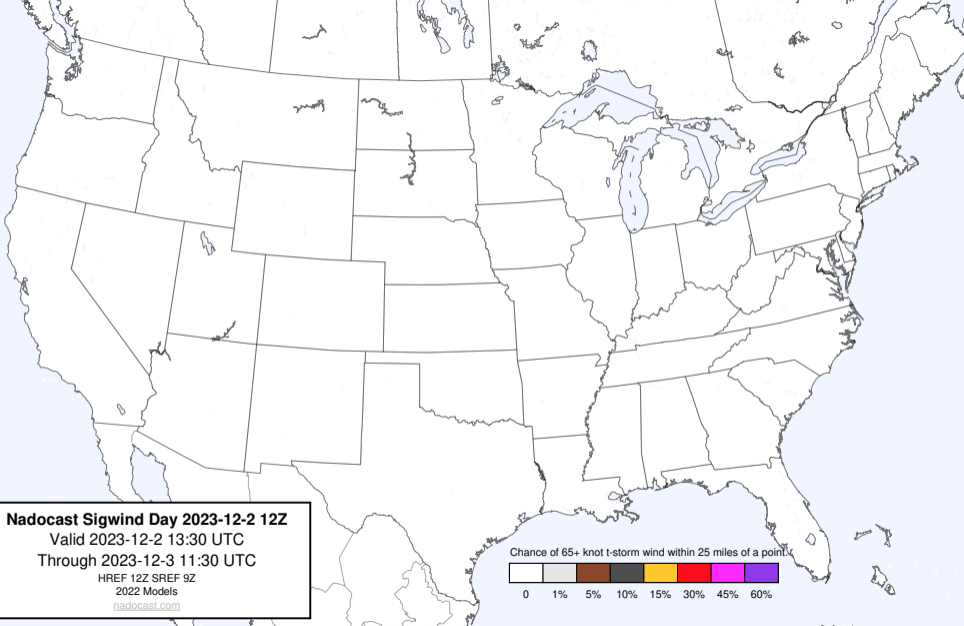 Nadocast Sigwind Day 2023-12-2 12Z
Valid 2023-12-2 13:30 UTC
Through 2023-12-3 11:30 UTC
HREF 12Z SREF 9Z
2022 Models
nadocast.com
Chance of 65+ knot t-storm wind within 25 miles of a point.
0 1% 5% 10% 15% 30% 45% 60%